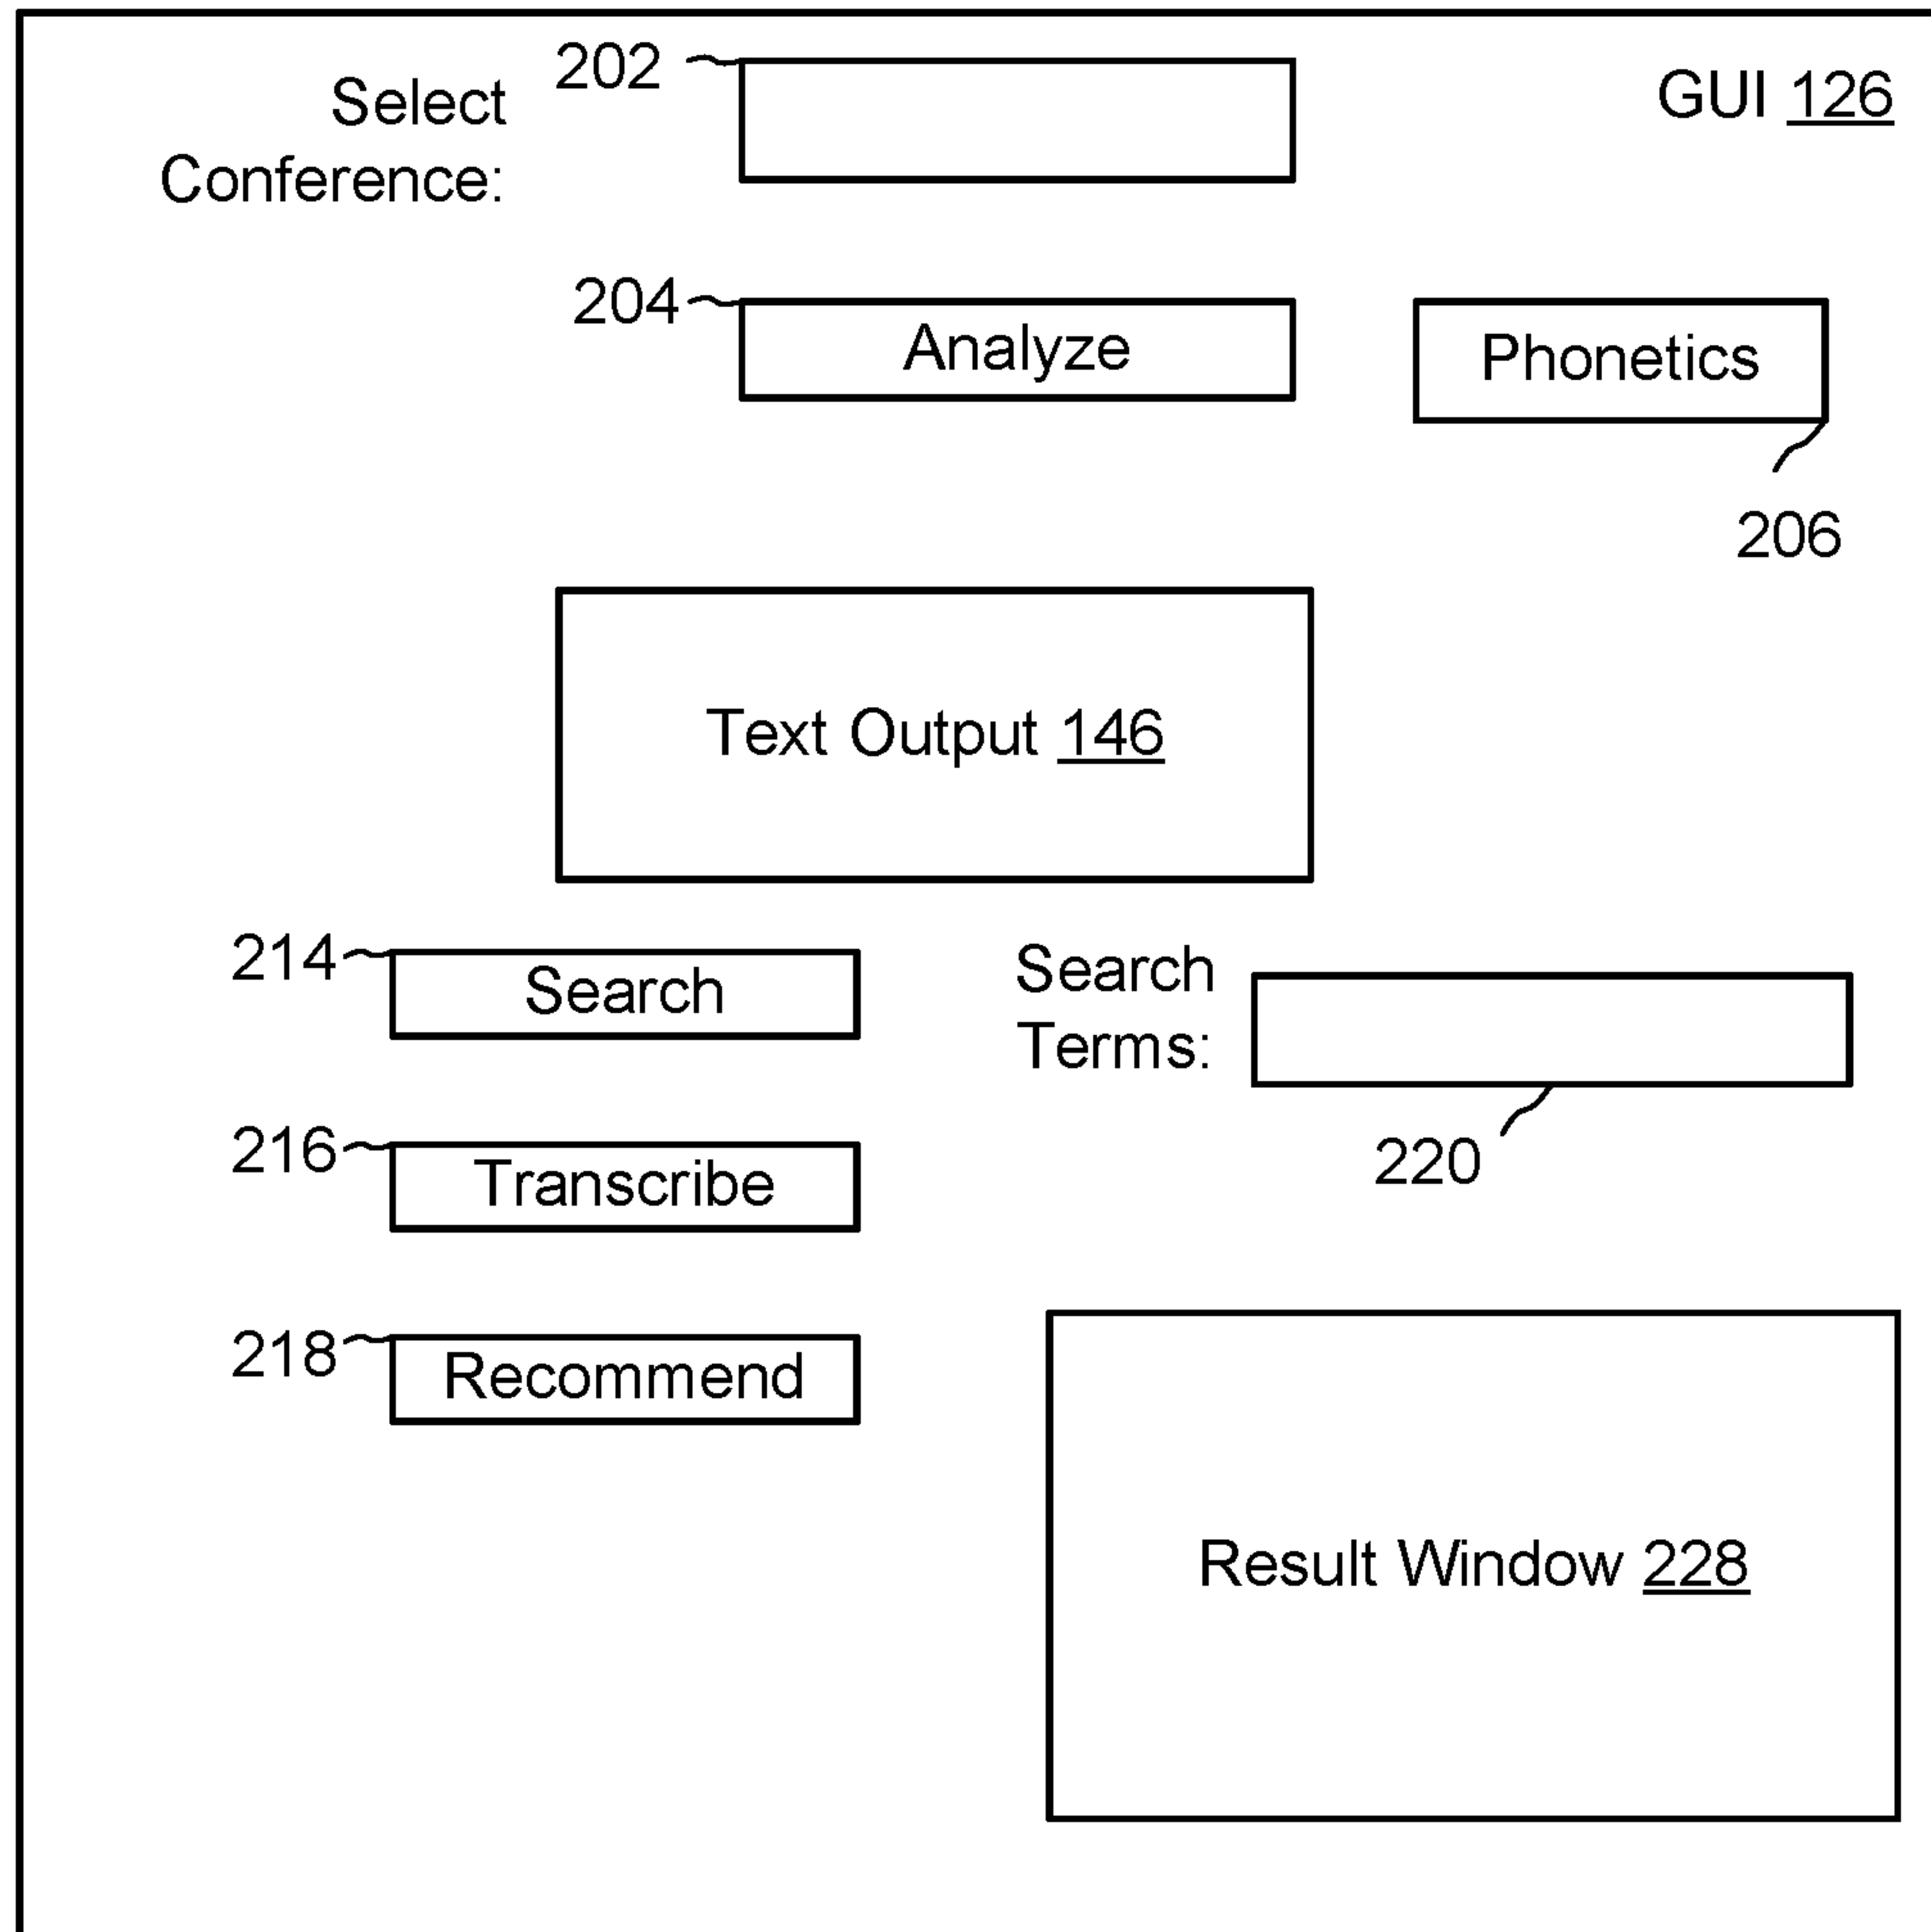 202
GUI 126
Select
Conference:
204
Analyze
Phonetics
206
Text Output 146
214
Search
Search
Terms:
220
216
Transcribe
218
Recommend
Result Window 228